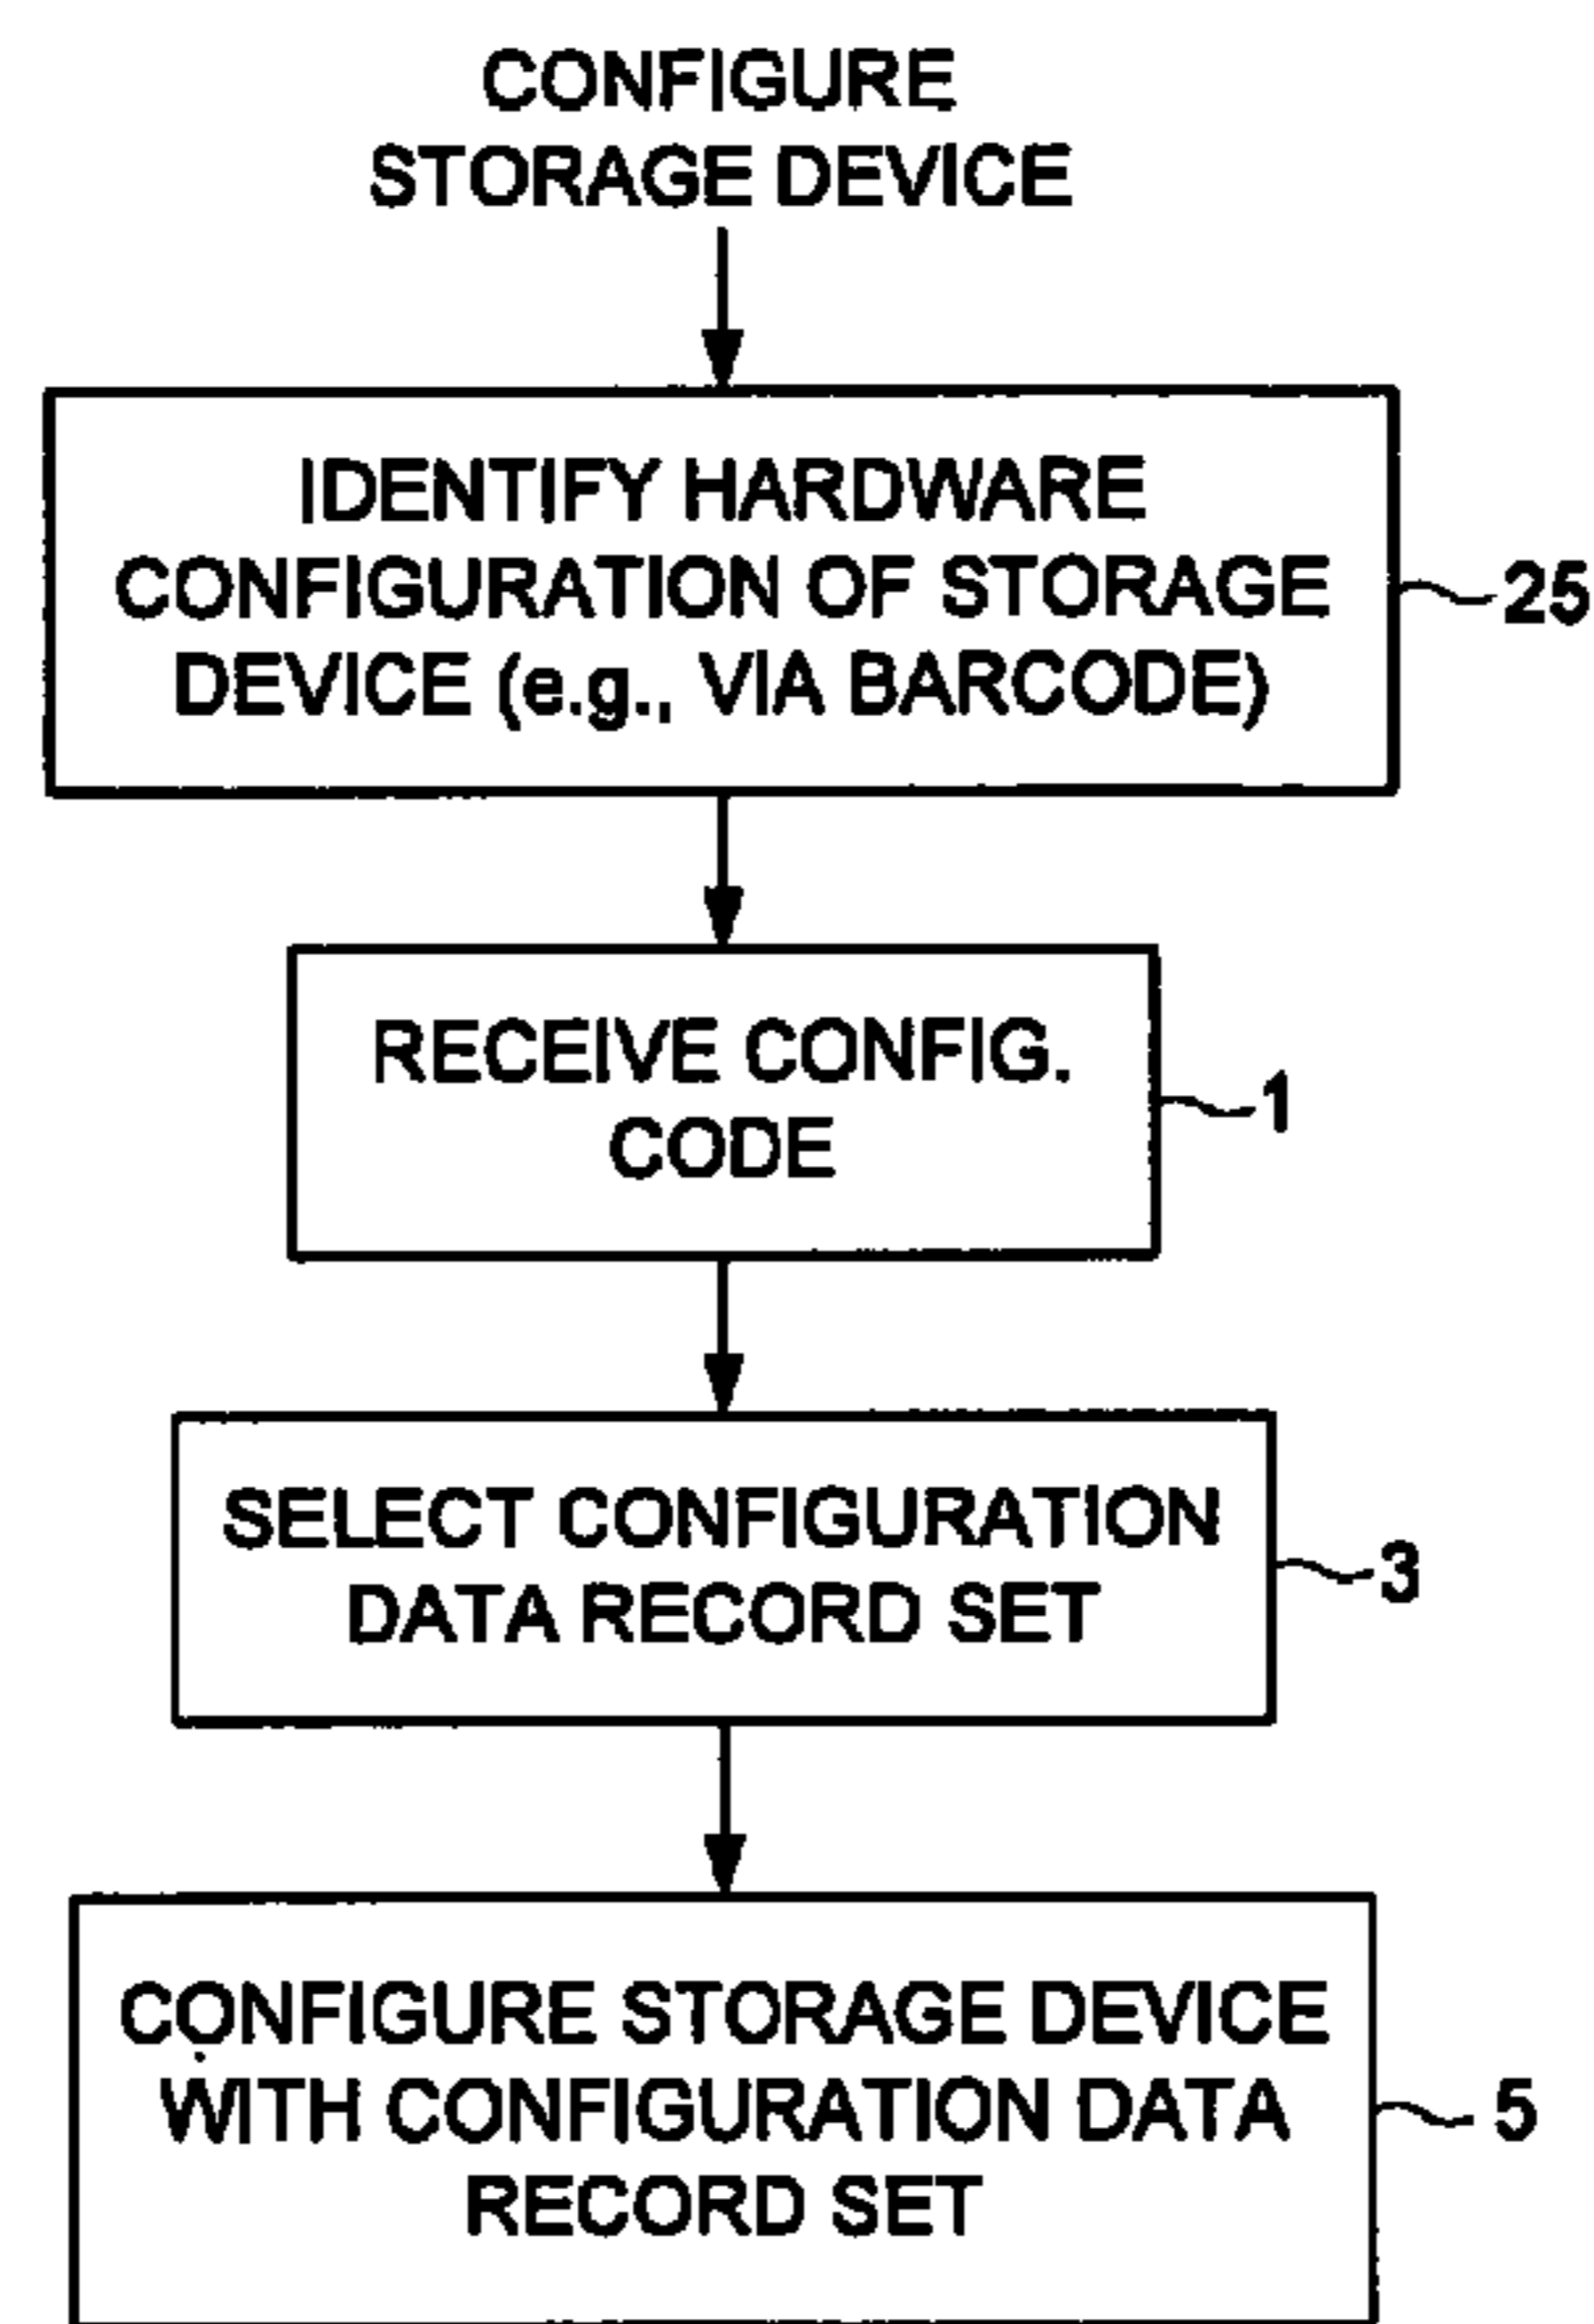 CONFIGURE
STORAGE DEVICE
IDENTIFY HARDWARE
CONFIGURATION OF STORAGE
DEVICE (e.g., VIA BARCODE)
25
RECEIVE CONFIG.
CODE
1
SELECT CONFIGURATION
DATA RECORD SET
3
CONFIGURE STORAGE DEVICE
WITH CONFIGURATION DATA
RECORD SET
5